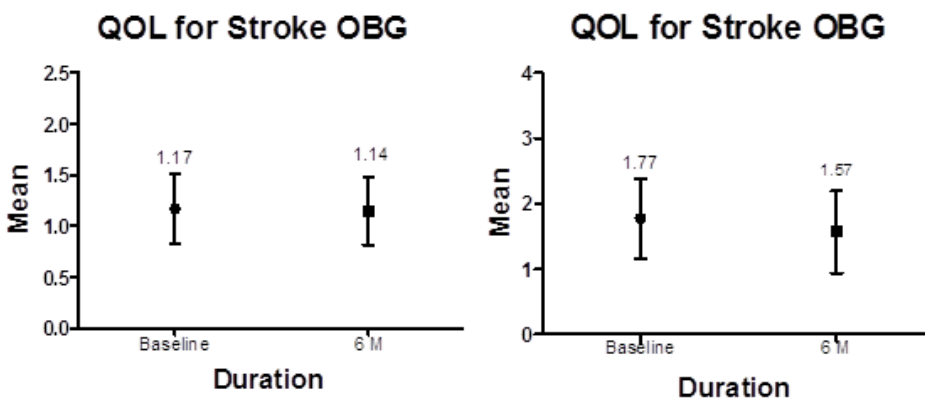 QOL for Stroke OBG
2.5
2.0
1.5
1.0
0.5
0.0
Mean
1.17
1.14
Baseline
6 M
Duration
QOL for Stroke OBG
4
3
2
1
0
Mean
1.77
1.57
Baseline
6 M
Duration